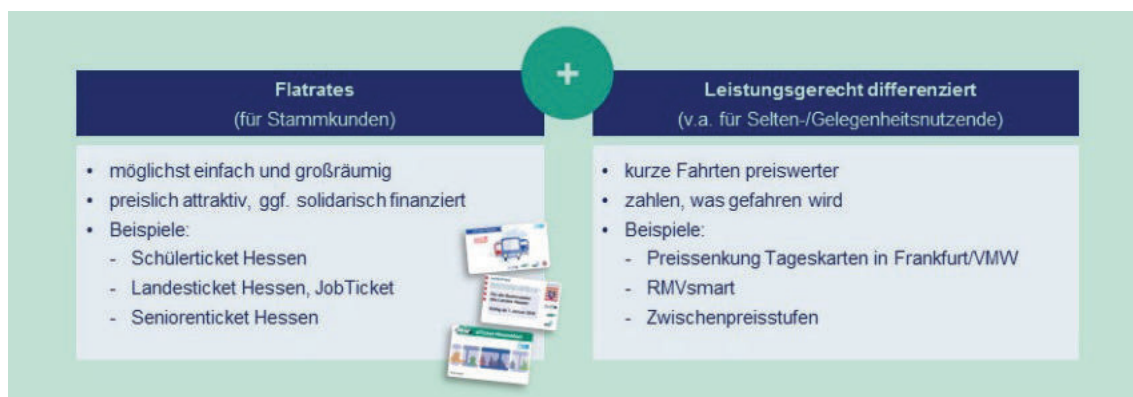 +
Flatrates
(für Stammkunden)
• möglichst einfach und großräumig
• preislich attraktiv, ggf. solidarisch finanziert
• Beispiele:
- Schülerticket Hessen
- Landesticket Hessen, JobTicket
- Seniorenticket Hessen
Leistungsgerecht differenziert
(v.a. für Selten-/Gelegenheitsnutzende)
• kurze Fahrten preiswerter
• zahlen, was gefahren wird
• Beispiele:
- Preissenkung Tageskarten in Frankfurt/VMW
- RMVsmart
- Zwischenpreisstufen